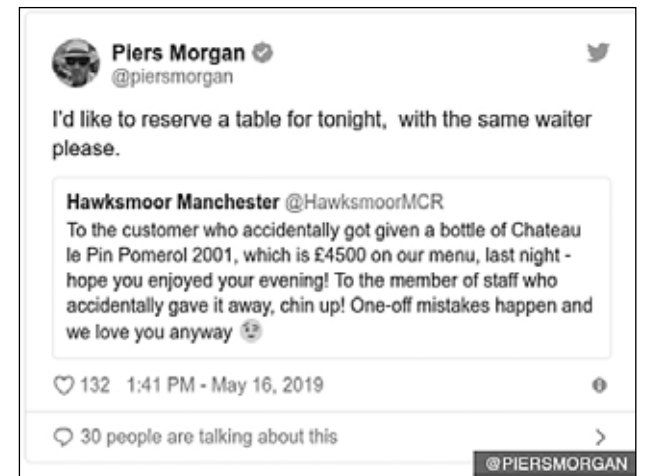 Piers Morgan
@piersmorgan
I'd like to reserve a table for tonight,  with the same waiter
please.
Hawksmoor Manchester @HawksmoorMCR
To the customer who accidentally got given a bottle of Chateau
le Pin Pomerol 2001, which is £4500 on our menu, last night -
hope you enjoyed your evening! To the member of staff who
accidentally gave it away, chin up! One-off mistakes happen and
we love you anyway 😉
132 1:41 PM - May 16, 2019
30 people are talking about this
@PIERSMORGAN